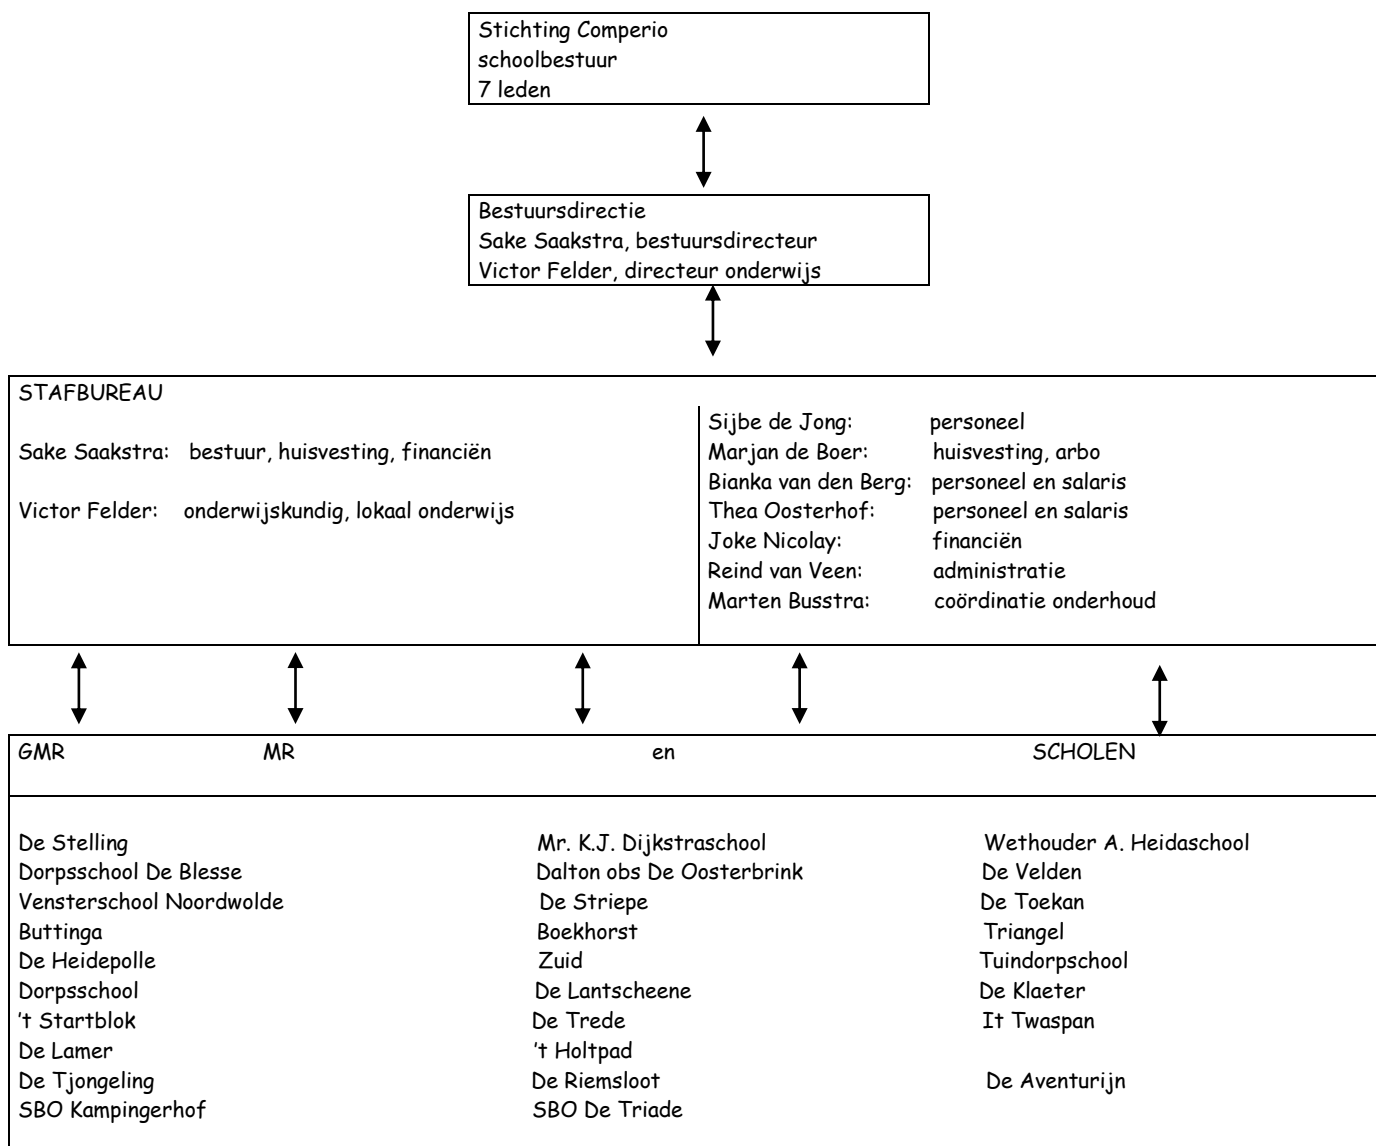 Stichting Comperio
schoolbestuur
7 leden
Bestuursdirectie
Sake Saakstra, bestuursdirecteur
Victor Felder, directeur onderwijs
STAFBUREAU
Sake Saakstra: bestuur, huisvesting, financiën
Victor Felder: onderwijskundig, lokaal onderwijs
Sijbe de Jong: personeel
Marjan de Boer: huisvesting, arbo
Bianka van den Berg: personeel en salaris
Thea Oosterhof: personeel en salaris
Joke Nicolay: financiën
Reind van Veen: administratie
Marten Busstra: coördinatie onderhoud
GMR MR en SCHOLEN
De Stelling
Dorpsschool De Blesse
Vensterschool Noordwolde
Buttinga
De Heidepolle
Dorpsschool
't Startblok
De Lamer
De Tjongeling
SBO Kampingerhof
Mr. K.J. Dijkstraschool
Dalton obs De Oosterbrink
De Striepe
Boekhorst
Zuid
De Lantscheene
De Trede
't Holtpad
De Riemsloot
SBO De Triade
Wethouder A. Heidaschool
De Velden
De Toekan
Triangel
Tuindorpschool
De Klaeter
It Twaspan
De Aventurijn